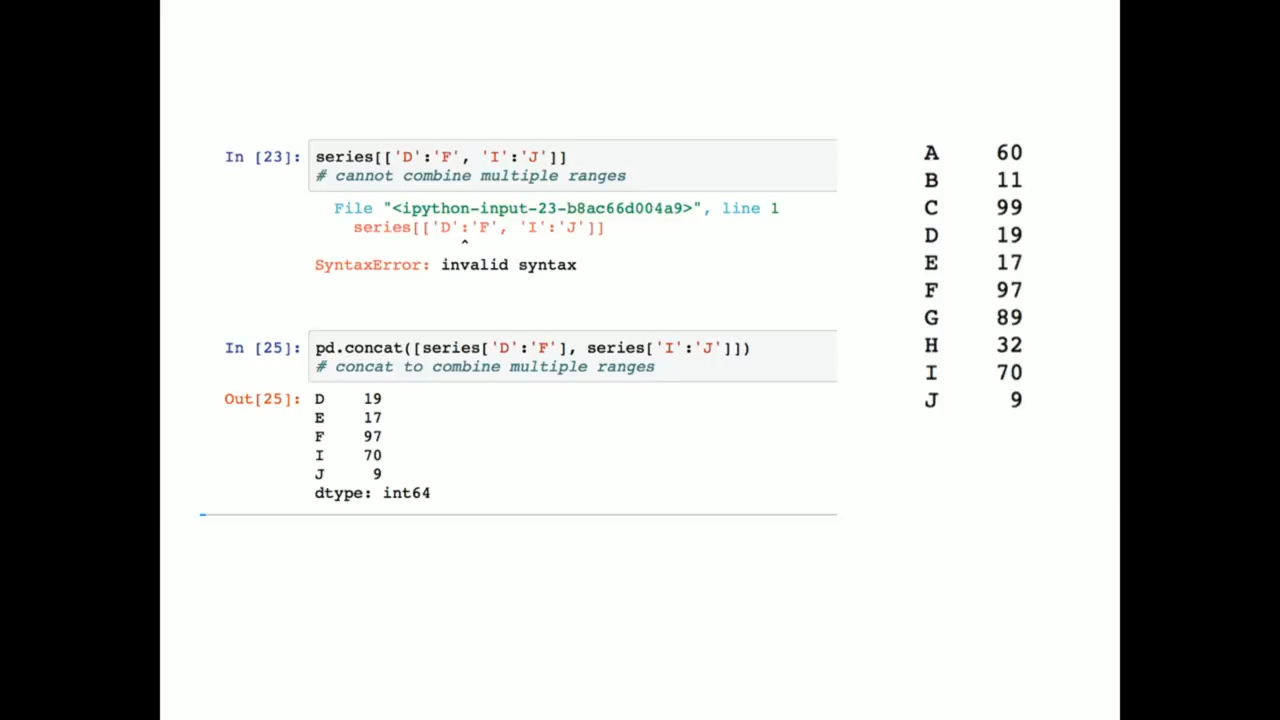 In [23]: series[['D':'F', 'I':'J']]
# cannot combine multiple ranges
File "<ipython-input-23-b8ac66d004a9>", line 1
series[['D':'F', 'I':'J']]
^
SyntaxError: invalid syntax
In [25]: pd.concat([series['D':'F'], series['I':'J']])
# concat to combine multiple ranges
Out[25]: D 19
E 17
F 97
I 70
J 9
dtype: int64
A 60
B 11
C 99
D 19
E 17
F 97
G 89
H 32
I 70
J 9